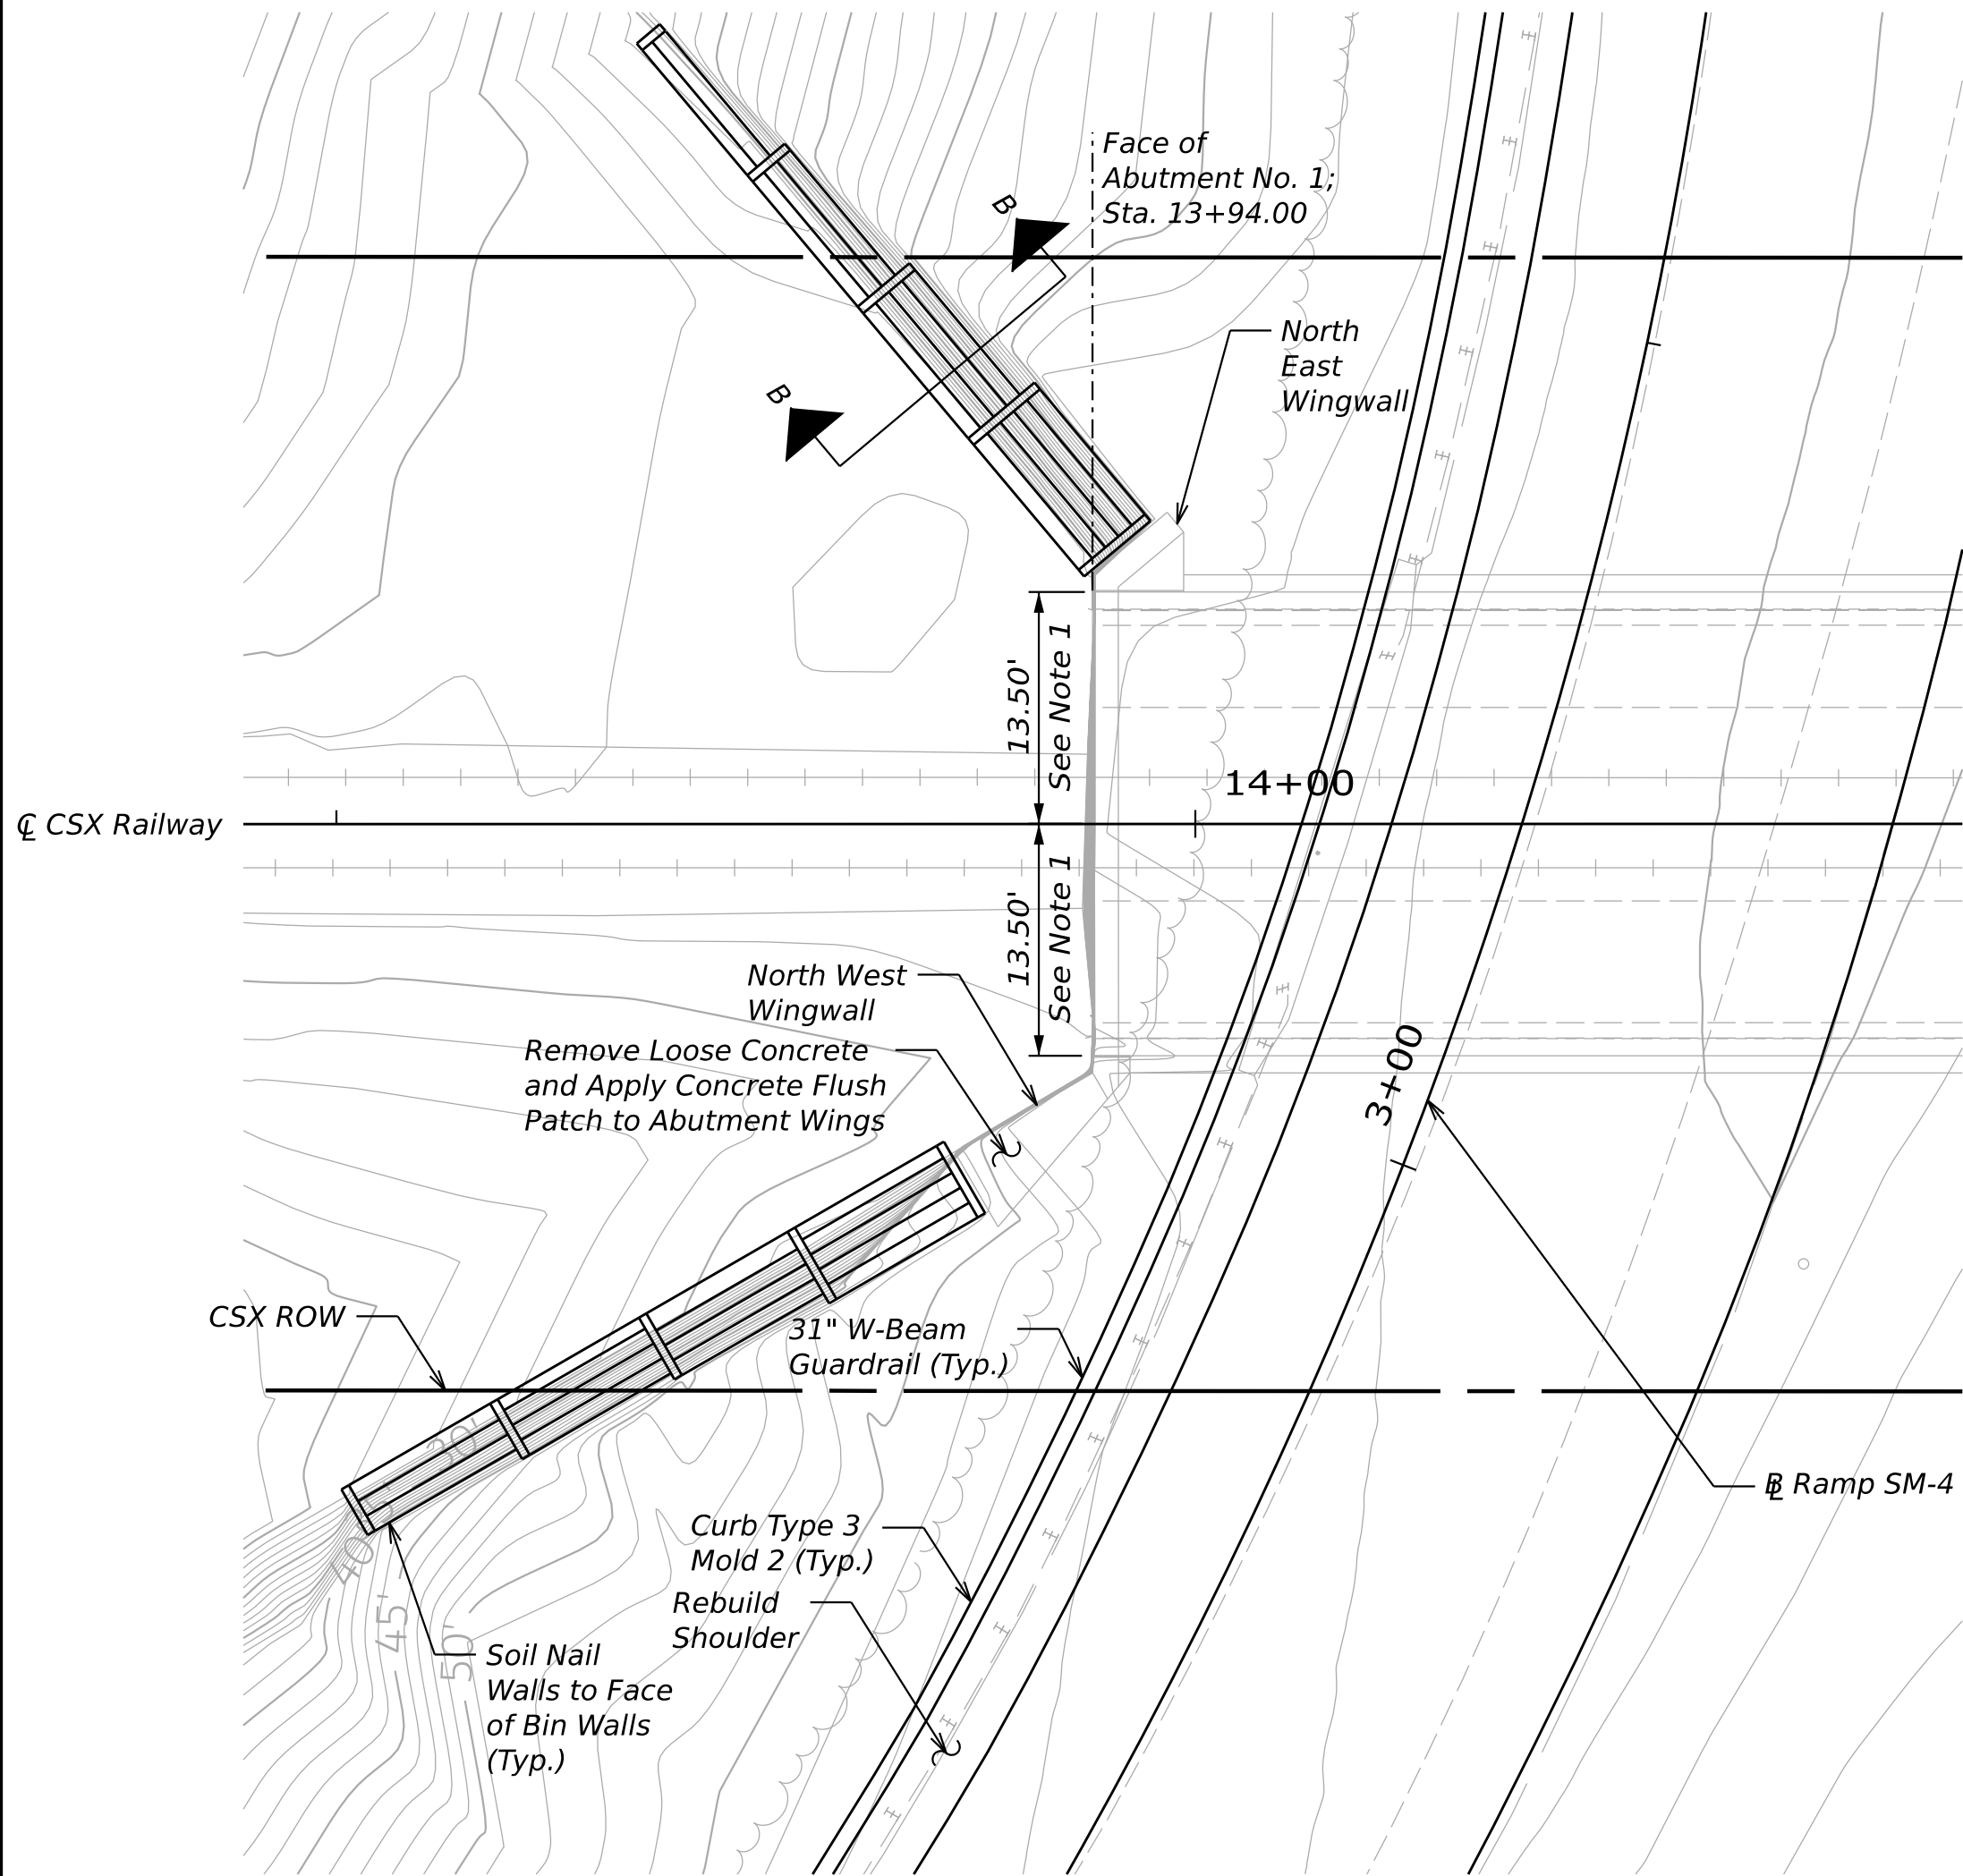 Face of
Abutment No. 1;
Sta. 13+94.00
B
B
North
East
Wingwall
13.50'
See Note 1
14+00
℄ CSX Railway
13.50'
See Note 1
North West
Wingwall
Remove Loose Concrete
and Apply Concrete Flush
Patch to Abutment Wings
3+00
CSX ROW
31" W-Beam
Guardrail (Typ.)
30'
35'
40'
45'
50'
BL Ramp SM-4
Curb Type 3
Mold 2 (Typ.)
Rebuild
Shoulder
Soil Nail
Walls to Face
of Bin Walls
(Typ.)